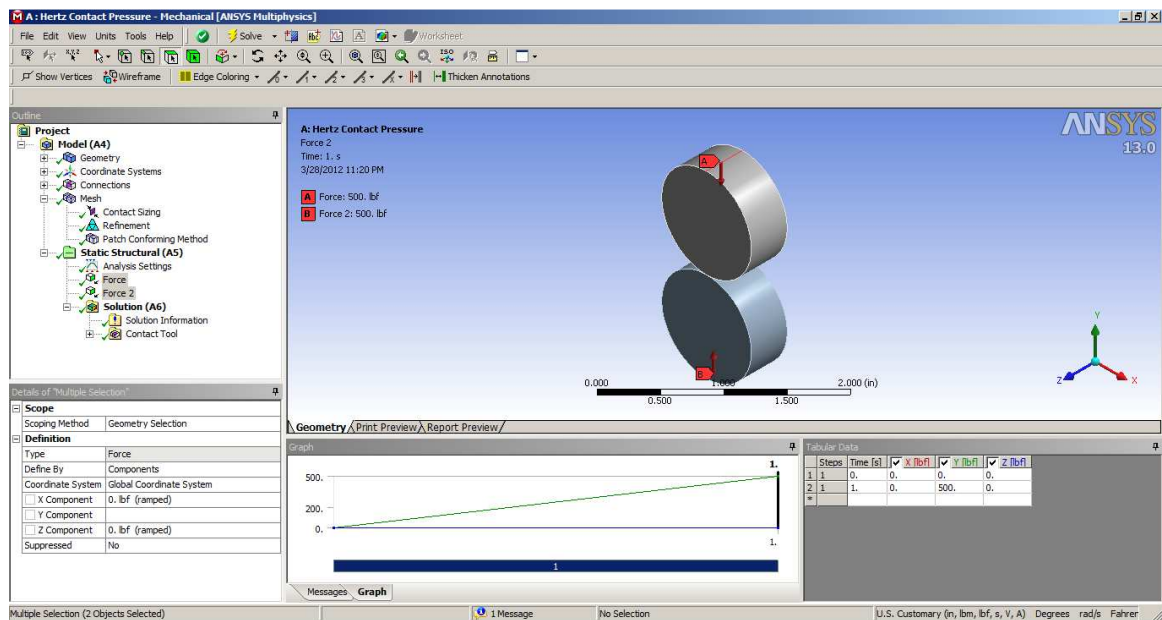 A : Hertz Contact Pressure - Mechanical [ANSYS Multiphysics]
File Edit View Units Tools Help Solve Worksheet
Show Vertices Wireframe Edge Coloring Thicken Annotations
Outline
Project
Model (A4)
Geometry
Coordinate Systems
Connections
Mesh
Contact Sizing
Refinement
Patch Conforming Method
Static Structural (A5)
Analysis Settings
Force
Force 2
Solution (A6)
Solution Information
Contact Tool
Details of "Multiple Selection"
Scope
Scoping Method Geometry Selection
Definition
Type Force
Define By Components
Coordinate System Global Coordinate System
X Component 0. lbf (ramped)
Y Component
Z Component 0. lbf (ramped)
Suppressed No
A: Hertz Contact Pressure
Force 2
Time: 1. s
3/28/2012 11:20 PM
A Force: 500. lbf
B Force 2: 500. lbf
ANSYS
13.0
A
B
0.000 1.000 2.000 (in)
0.500 1.500
Y
Z X
Geometry Print Preview Report Preview
Graph
1.
500.
200.
0.
1.
1
Messages Graph
Tabular Data
Steps Time [s] X [lbf] Y [lbf] Z [lbf]
1 1 0. 0. 0. 0.
2 1 1. 0. 500. 0.
*
Multiple Selection (2 Objects Selected) 1 Message No Selection U.S. Customary (in, lbm, lbf, s, V, A) Degrees rad/s Fahrer